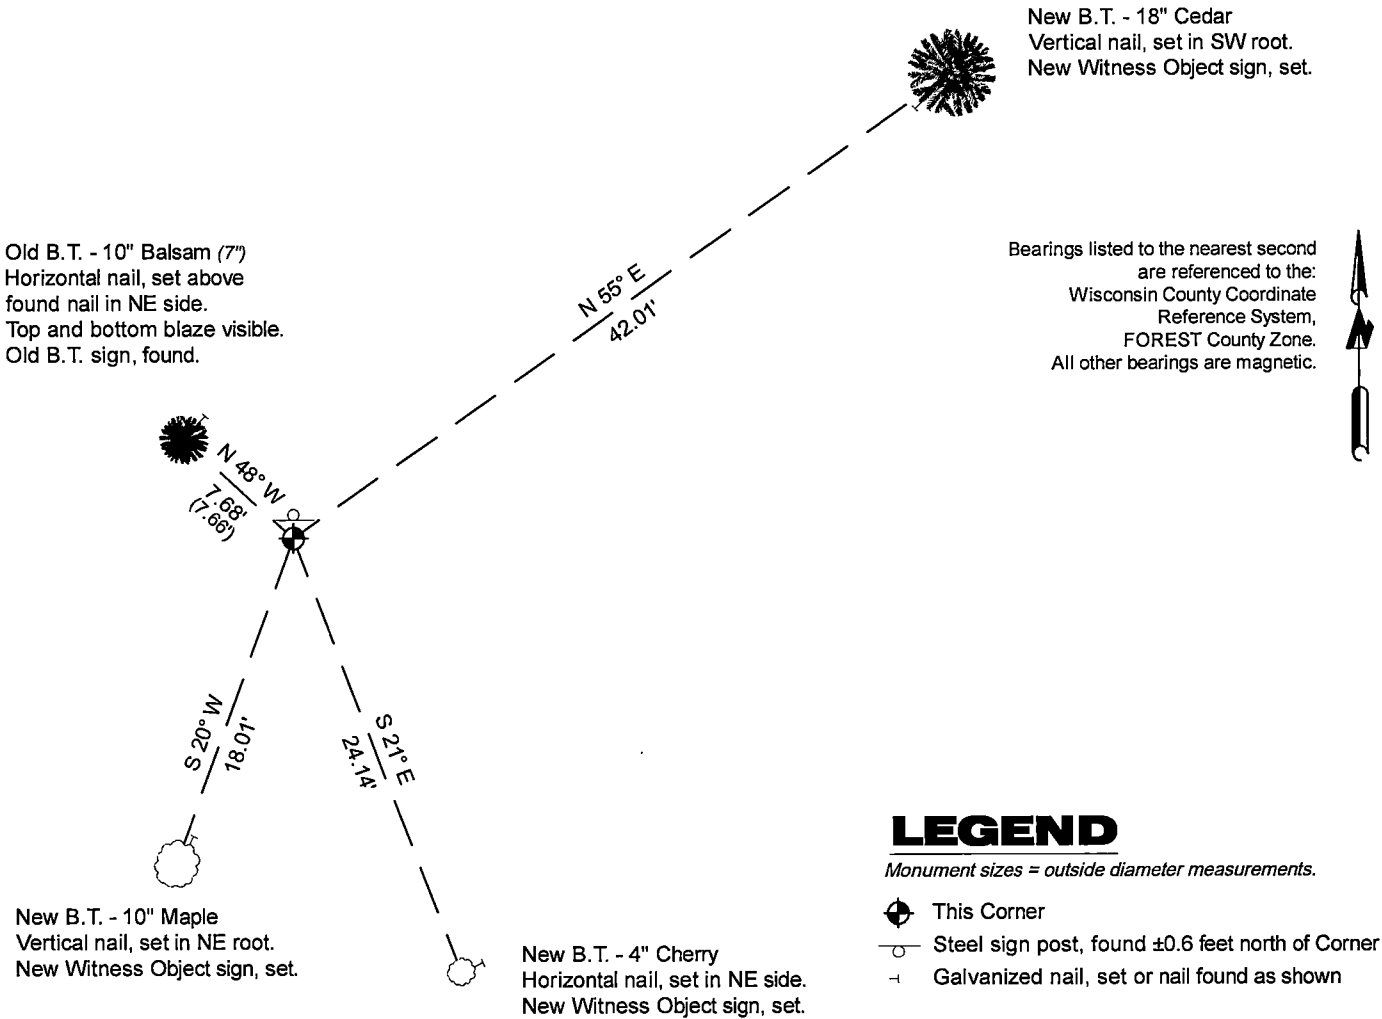 New B.T. - 18" Cedar
Vertical nail, set in SW root.
New Witness Object sign, set.
Old B.T. - 10" Balsam (7")
Horizontal nail, set above
found nail in NE side.
Top and bottom blaze visible.
Old B.T. sign, found.
Bearings listed to the nearest second
are referenced to the:
Wisconsin County Coordinate
Reference System,
FOREST County Zone.
All other bearings are magnetic.
N 55° E
42.01'
N 48° W
7.68'
(7.66')
S 20° W
18.01'
S 21° E
24.14'
New B.T. - 10" Maple
Vertical nail, set in NE root.
New Witness Object sign, set.
New B.T. - 4" Cherry
Horizontal nail, set in NE side.
New Witness Object sign, set.
LEGEND
Monument sizes = outside diameter measurements.
This Corner
Steel sign post, found ±0.6 feet north of Corner
Galvanized nail, set or nail found as shown
N